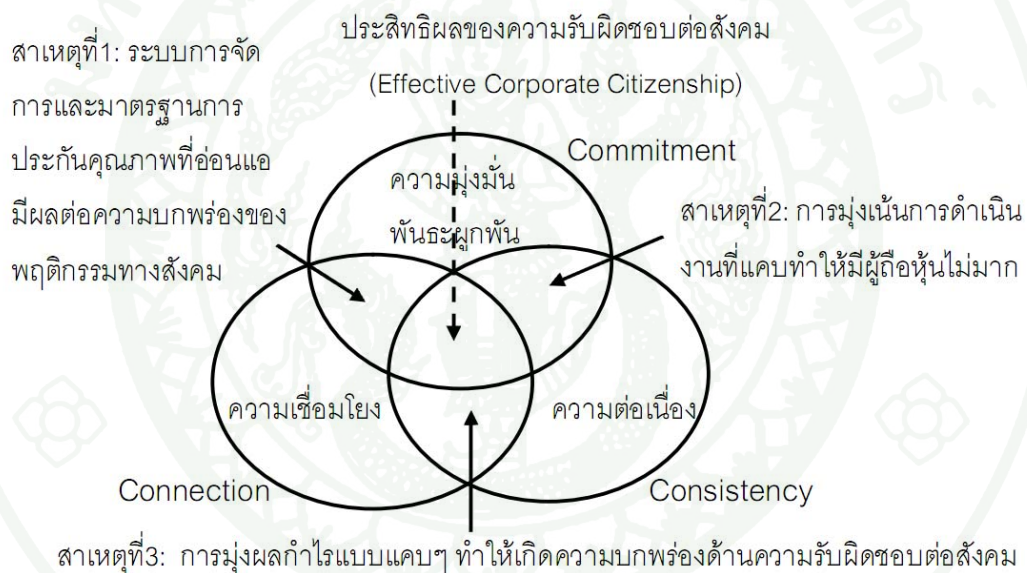 ประสิทธิผลของความรับผิดชอบต่อสังคม
(Effective Corporate Citizenship)
สาเหตุที่1: ระบบการจัด
การและมาตรฐานการ
ประกันคุณภาพที่อ่อนแอ
มีผลต่อความบกพร่องของ
พฤติกรรมทางสังคม
Commitment
ความมุ่งมั่น
พันธะผูกพัน
สาเหตุที่2: การมุ่งเน้นการดำเนิน
งานที่แคบทำให้มีผู้ถือหุ้นไม่มาก
ความเชื่อมโยง
ความต่อเนื่อง
Connection
Consistency
สาเหตุที่3: การมุ่งผลกำไรแบบแคบๆ ทำให้เกิดความบกพร่องด้านความรับผิดชอบต่อสังคม